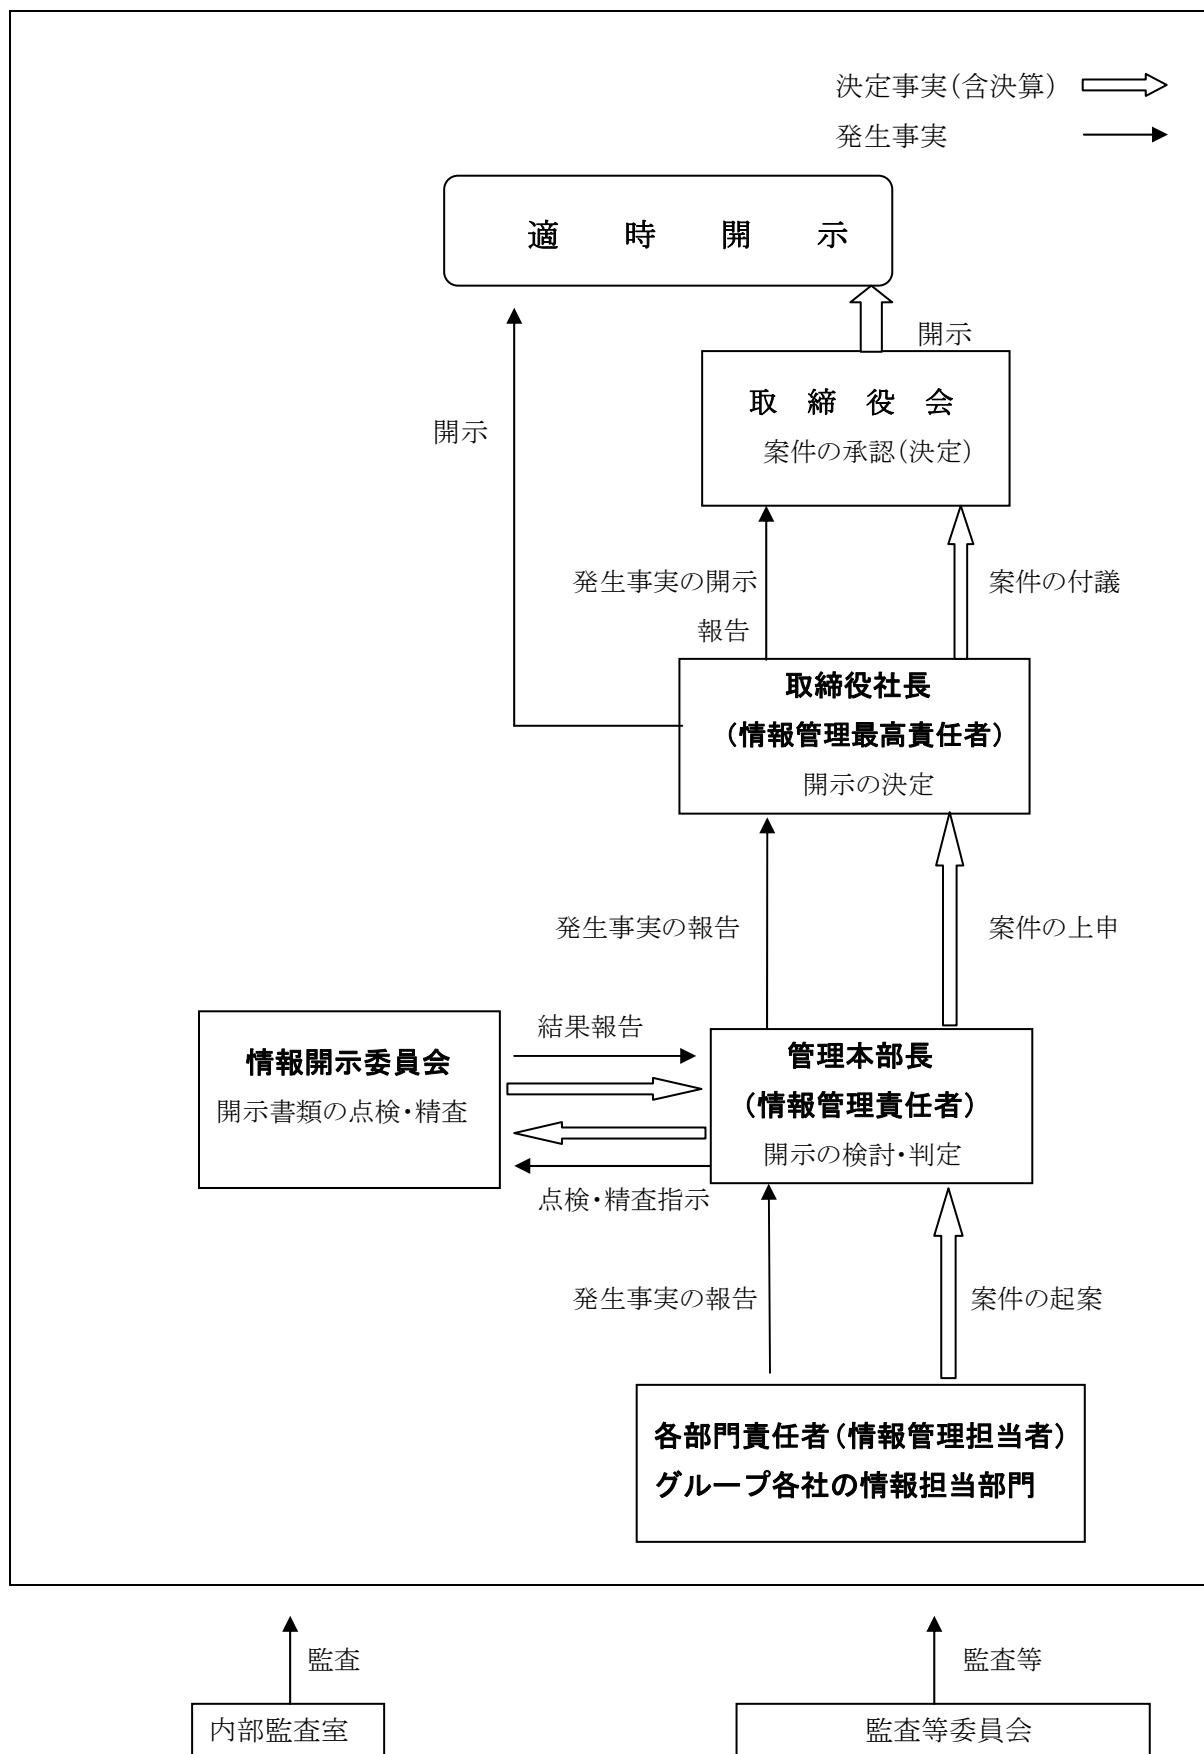 決定事実(含決算)
発生事実
適　時　開　示
開示
取　締　役　会
案件の承認(決定)
開示
発生事実の開示
報告
案件の付議
取締役社長
(情報管理最高責任者)
開示の決定
発生事実の報告
案件の上申
結果報告
情報開示委員会
開示書類の点検・精査
管理本部長
(情報管理責任者)
開示の検討・判定
点検・精査指示
発生事実の報告
案件の起案
各部門責任者(情報管理担当者)
グループ各社の情報担当部門
監査
監査等
内部監査室
監査等委員会